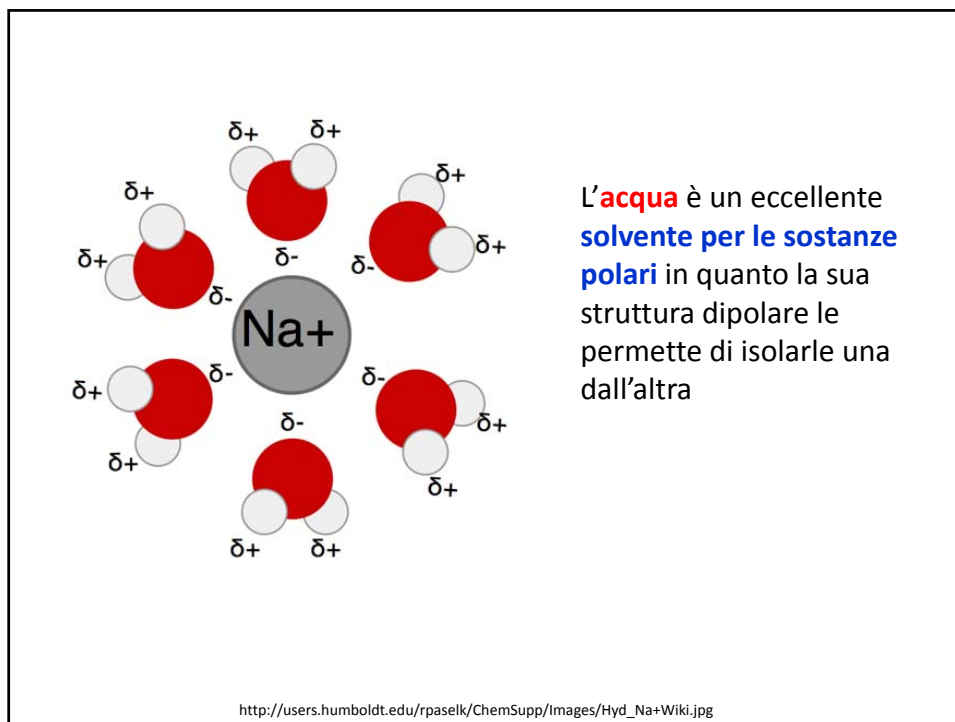 δ+ δ+
δ-
δ+
δ+
δ-
δ+
δ+
δ-
Na+
δ+
δ-
δ+
δ-
δ+
δ+
δ-
δ+ δ+
L'acqua è un eccellente
solvente per le sostanze
polari in quanto la sua
struttura dipolare le
permette di isolarle una
dall'altra
http://users.humboldt.edu/rpaselk/ChemSupp/Images/Hyd_Na+Wiki.jpg